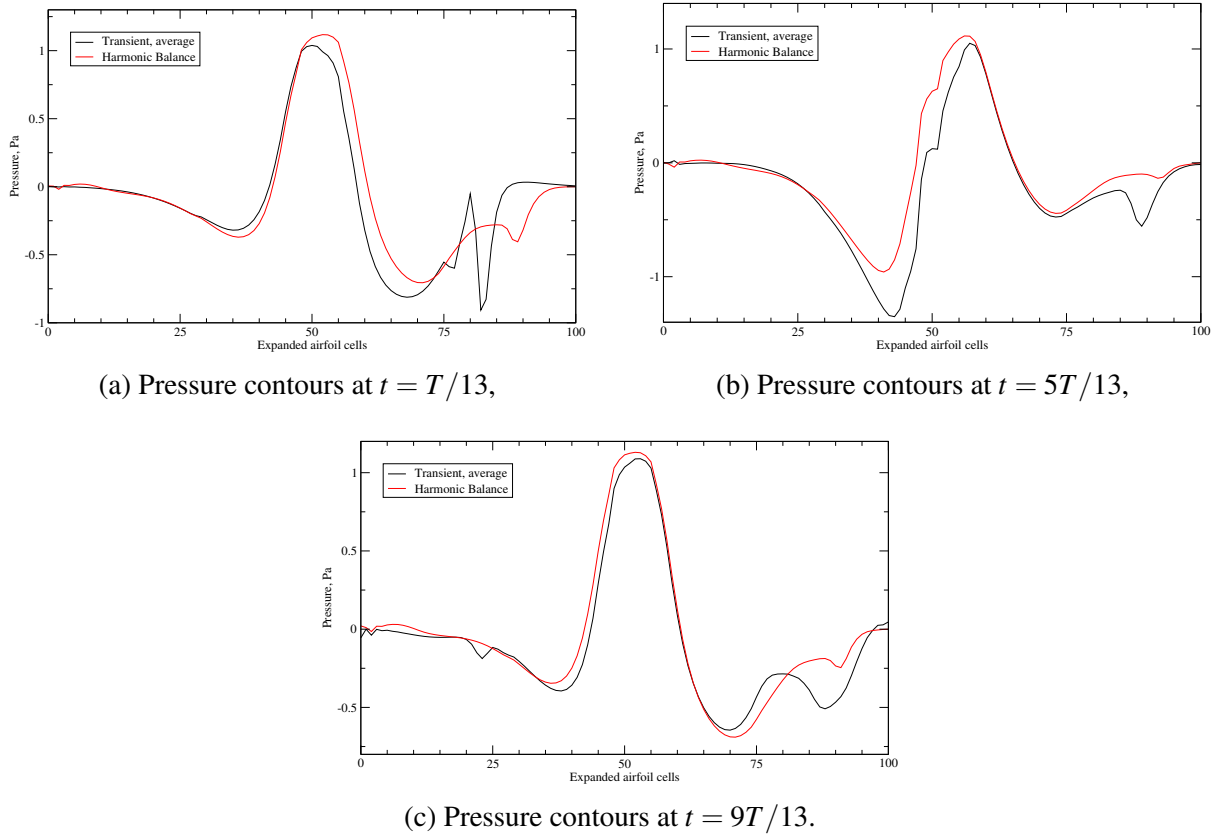 Transient, average
Harmonic Balance
1
0.5
0
-0.5
-1
Pressure, Pa
0 25 50 75 100
Expanded airfoil cells
(a) Pressure contours at t = T/13,
Transient, average
Harmonic Balance
1
0
-1
Pressure, Pa
0 25 50 75 100
Expanded airfoil cells
(b) Pressure contours at t = 5T/13,
Transient, average
Harmonic Balance
1
0.5
0
-0.5
Pressure, Pa
0 25 50 75 100
Expanded airfoil cells
(c) Pressure contours at t = 9T/13.